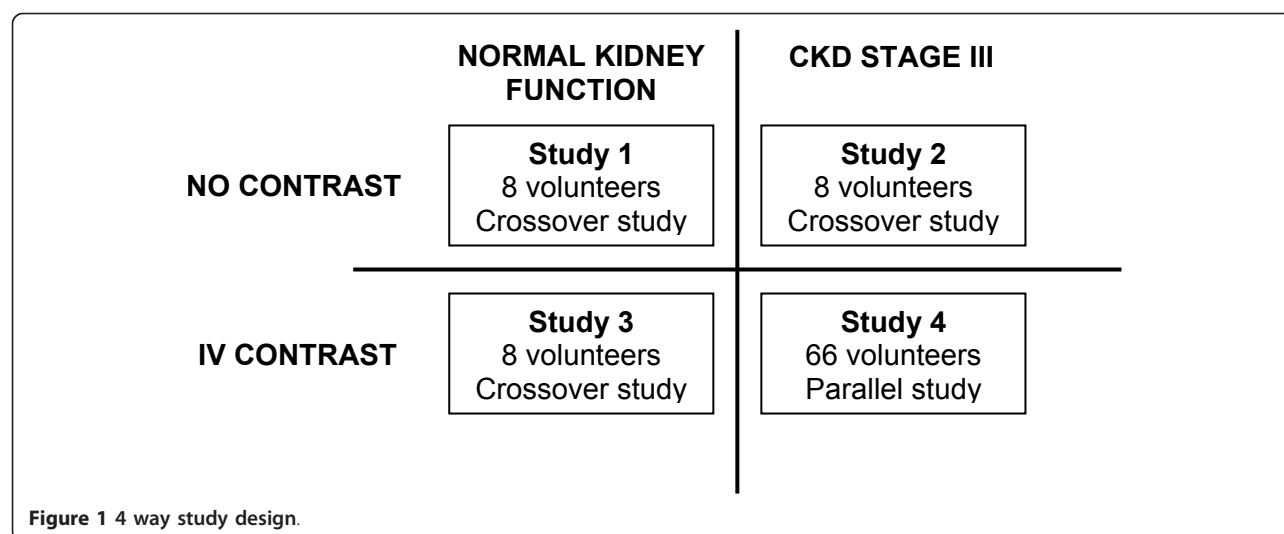 NORMAL KIDNEY
FUNCTION
CKD STAGE III
NO CONTRAST
Study 1
8 volunteers
Crossover study
Study 2
8 volunteers
Crossover study
IV CONTRAST
Study 3
8 volunteers
Crossover study
Study 4
66 volunteers
Parallel study
Figure 1 4 way study design.